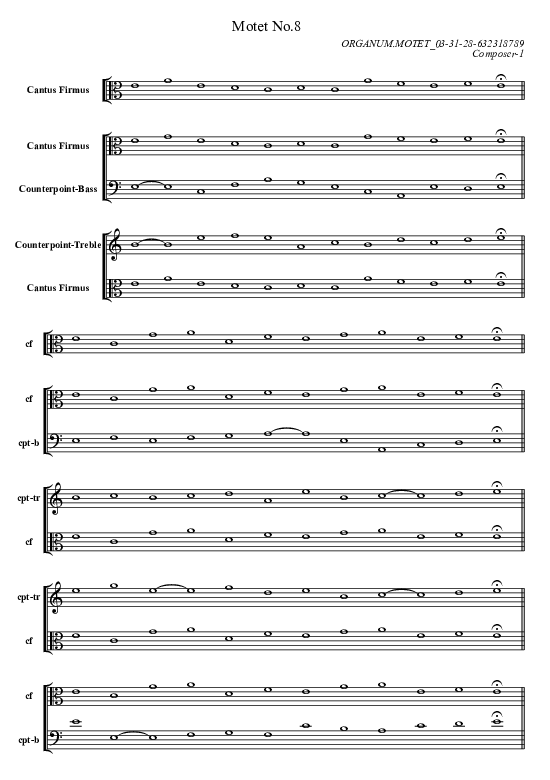 Motet No.8
ORGANUM.MOTET_03-31-28-632318789
Composer-1
Cantus Firmus
Cantus Firmus
Counterpoint-Bass
Counterpoint-Treble
Cantus Firmus
cf
cf
cpt-b
cpt-tr
cf
cpt-tr
cf
cf
cpt-b